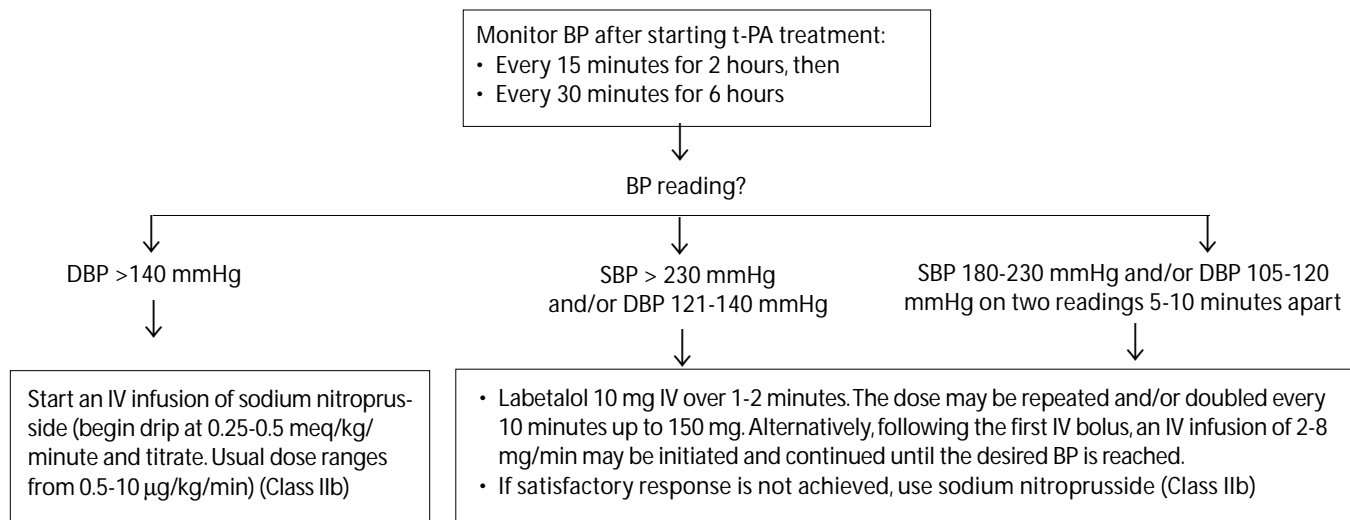 Monitor BP after starting t-PA treatment:
• Every 15 minutes for 2 hours, then
• Every 30 minutes for 6 hours
BP reading?
DBP >140 mmHg
SBP > 230 mmHg
and/or DBP 121-140 mmHg
SBP 180-230 mmHg and/or DBP 105-120
mmHg on two readings 5-10 minutes apart
Start an IV infusion of sodium nitroprus-
side (begin drip at 0.25-0.5 meq/kg/
minute and titrate. Usual dose ranges
from 0.5-10 µg/kg/min) (Class IIb)
• Labetalol 10 mg IV over 1-2 minutes. The dose may be repeated and/or doubled every
10 minutes up to 150 mg. Alternatively, following the first IV bolus, an IV infusion of 2-8
mg/min may be initiated and continued until the desired BP is reached.
• If satisfactory response is not achieved, use sodium nitroprusside (Class IIb)